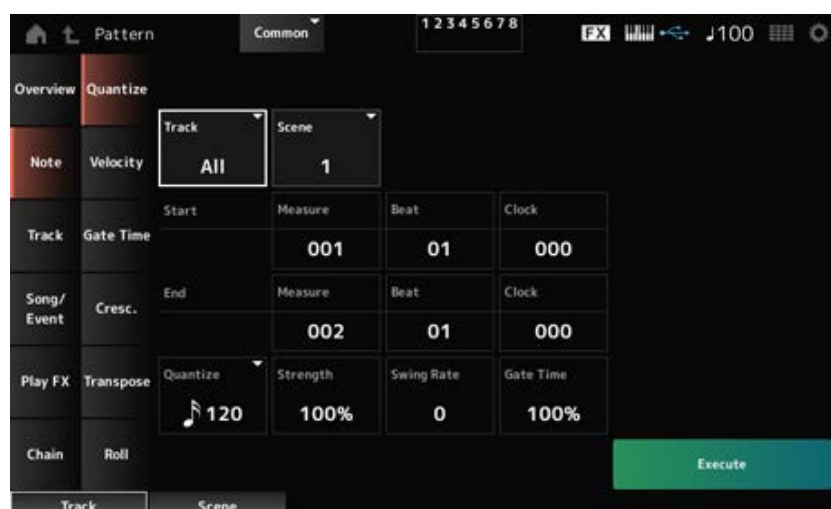 Pattern Common 12345678 FX ♩100
Overview Quantize
Track Scene
Note Velocity All 1
Start Measure Beat Clock
Track Gate Time 001 01 000
Song/
Event Cresc. End Measure Beat Clock
002 01 000
Play FX Transpose Quantize Strength Swing Rate Gate Time
120 100% 0 100%
Chain Roll Execute
Track Scene